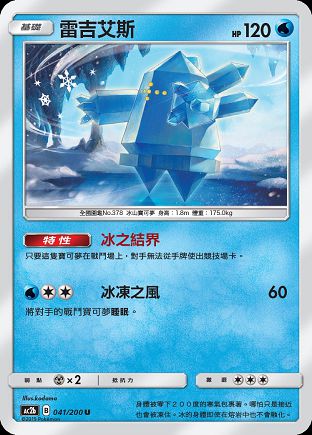 基礎 雷吉艾斯 HP120
全國圖鑑No.378 冰山寶可夢 身高：1.8m 體重：175.0kg
特性 冰之結界
只要這隻寶可夢在戰鬥場上，對手無法從手牌使出競技場卡。
冰凍之風 60
將對手的戰鬥寶可夢睡眠。
弱點 ×2 抵抗力 撤退
Illus.kodama
AC2b B 041/200 U
©2019 Pokémon
身體被零下２００度的寒氣包裹著。哪怕只是接近
也會被凍住。冰的身體即使在熔岩中也不會融化。